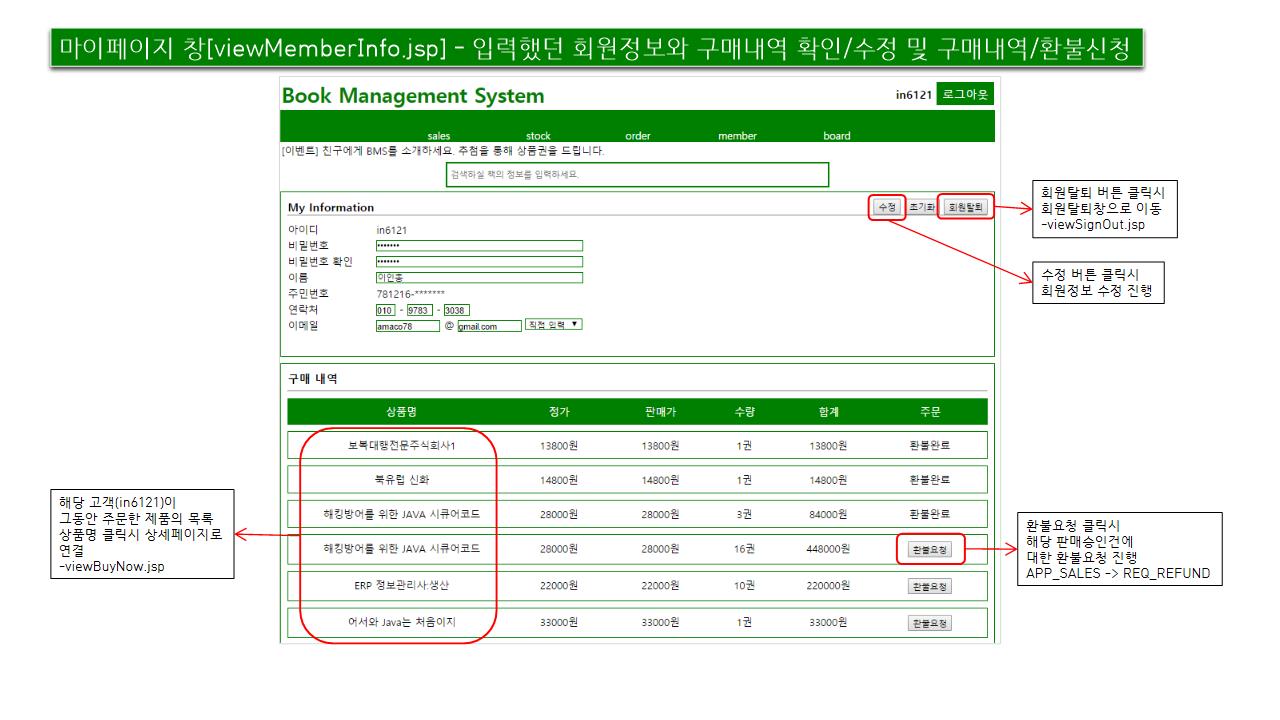 마이페이지 창[viewMemberInfo.jsp] - 입력했던 회원정보와 구매내역 확인/수정 및 구매내역/환불신청
Book Management System
in6121 로그아웃
sales stock order member board
[이벤트] 친구에게 BMS를 소개하세요. 추첨을 통해 상품권을 드립니다.
검색하실 책의 정보를 입력하세요.
My Information
수정 초기화 회원탈퇴
아이디 in6121
비밀번호 •••••••
비밀번호 확인 •••••••
이름 이인홍
주민번호 781216-*******
연락처 010 - 9783 - 3038
이메일 amaco78 @ gmail.com 직접 입력 ▼
회원탈퇴 버튼 클릭시
회원탈퇴창으로 이동
-viewSignOut.jsp
수정 버튼 클릭시
회원정보 수정 진행
구매 내역
상품명 정가 판매가 수량 합계 주문
보복대행전문주식회사1 13800원 13800원 1권 13800원 환불완료
북유럽 신화 14800원 14800원 1권 14800원 환불완료
해킹방어를 위한 JAVA 시큐어코드 28000원 28000원 3권 84000원 환불완료
해킹방어를 위한 JAVA 시큐어코드 28000원 28000원 16권 448000원 환불요청
ERP 정보관리사:생산 22000원 22000원 10권 220000원 환불요청
어서와 Java는 처음이지 33000원 33000원 1권 33000원 환불요청
해당 고객(in6121)이
그동안 주문한 제품의 목록
상품명 클릭시 상세페이지로
연결
-viewBuyNow.jsp
환불요청 클릭시
해당 판매승인건에
대한 환불요청 진행
APP_SALES -> REQ_REFUND